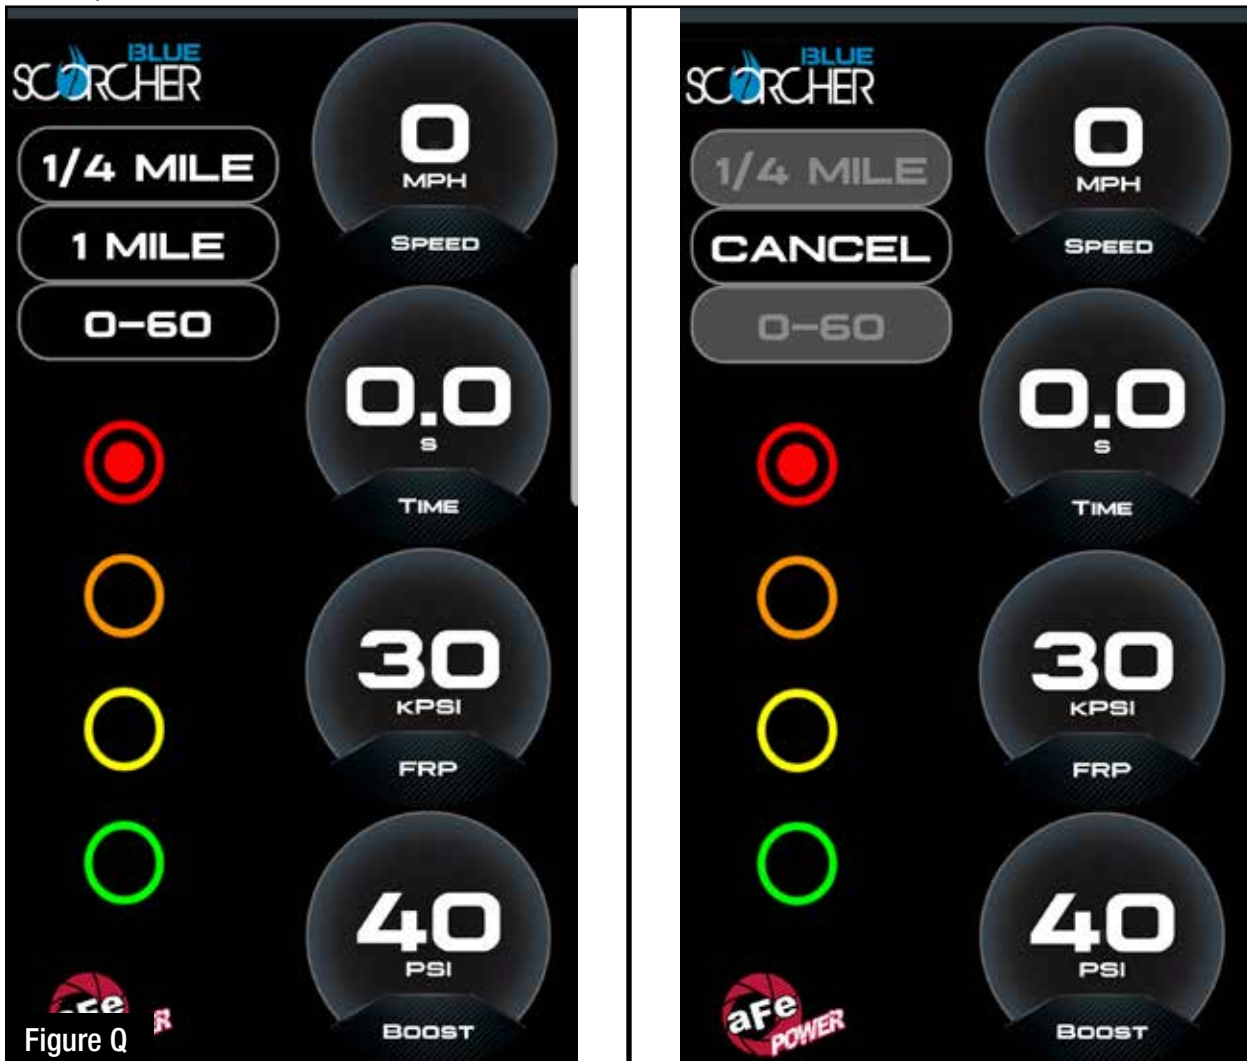 BLUE
SCORCHER
1/4 MILE
1 MILE
0-60
0
MPH
SPEED
0.0
S
TIME
30
KPSI
FRP
40
PSI
BOOST
aFe
R
Figure Q
BLUE
SCORCHER
1/4 MILE
CANCEL
0-60
0
MPH
SPEED
0.0
S
TIME
30
KPSI
FRP
40
PSI
BOOST
aFe
POWER